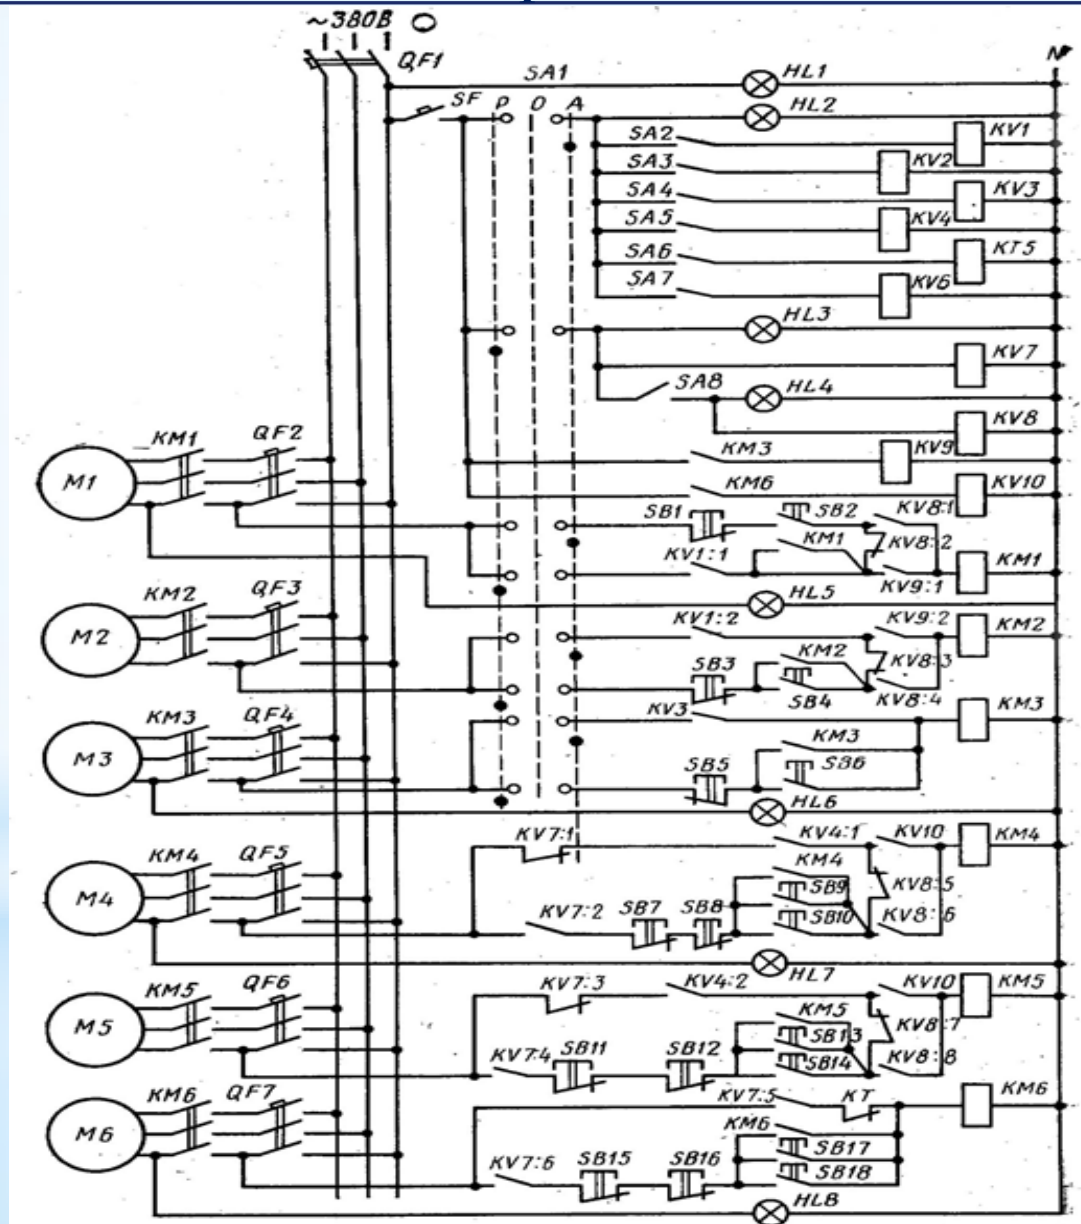 ~380В
QF1
N
SA1
HL1
SF
P O A
HL2
SA2
KV1
SA3
KV2
SA4
KV3
SA5
KV4
SA6
KT5
SA7
KV6
HL3
KV7
SA8
HL4
KV8
KM1
QF2
KM3
KV9
M1
KM6
KV10
SB1
SB2
KV8:1
KM1
KV8:2
KV1:1
KM1
KV9:1
KM2
QF3
HL5
M2
KV1:2
KV9:2
KM2
KM2
SB3
KV8:3
SB4
KV8:4
KM3
QF4
KV3
KM3
M3
KM3
SB5
SB6
HL6
KV7:1
KV4:1
KV10
KM4
KM4
QF5
KM4
M4
SB9
KV8:5
KV7:2
SB7
SB8
SB10
KV8:6
HL7
KM5
QF6
KV7:3
KV4:2
KV10
KM5
M5
KM5
SB13
KV8:7
KV7:4
SB11
SB12
SB14
KV8:8
KM6
QF7
KV7:5
KT
KM6
M6
KM6
SB17
KV7:6
SB15
SB16
SB18
HL8